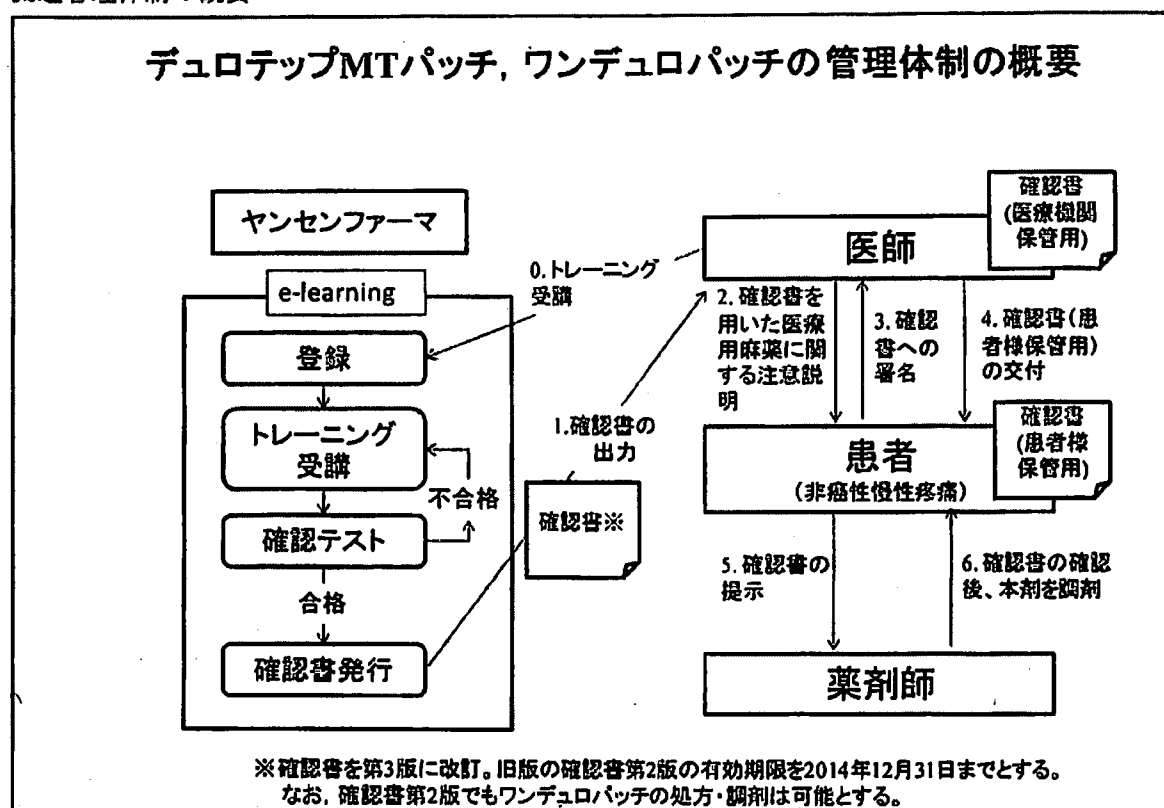 デュロテップMTパッチ, ワンデュロパッチの管理体制の概要
ヤンセンファーマ
e-learning
登録
トレーニング
受講
不合格
確認テスト
合格
確認書発行
0.トレーニング
受講
1.確認書の
出力
確認書※
確認書
(医療機関
保管用)
医師
2. 確認書を
用いた医療
用麻薬に関
する注意説
明
3. 確認
書への
署名
4. 確認書(患
者様保管用)
の交付
確認書
(患者様
保管用)
患者
(非癌性慢性疼痛)
5. 確認書の
提示
6. 確認書の確認
後、本剤を調剤
薬剤師
※確認書を第3版に改訂。旧版の確認書第2版の有効期限を2014年12月31日までとする。
なお, 確認書第2版でもワンデュロパッチの処方・調剤は可能とする。